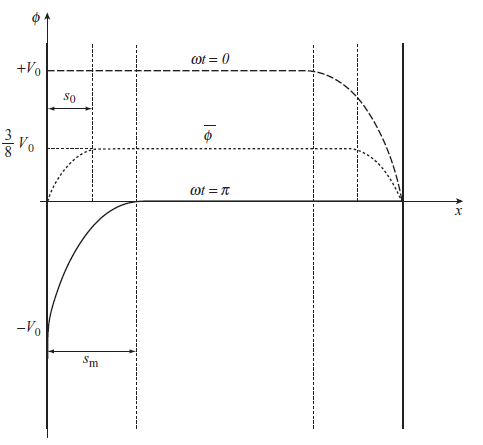 ϕ
+V₀
ωt = 0
s₀
3/8 V₀
ϕ̅
ωt = π
x
−V₀
sₘ